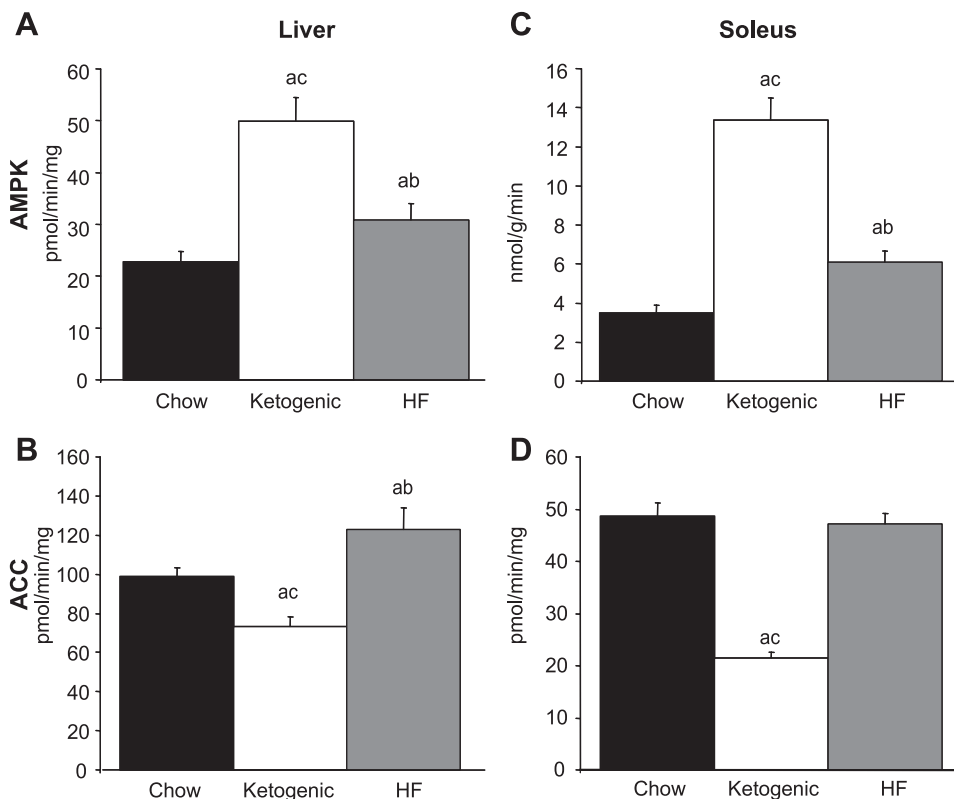 A
Liver
AMPK
pmol/min/mg
60
50
40
30
20
10
0
ac
ab
Chow Ketogenic HF
C
Soleus
nmol/g/min
16
14
12
10
8
6
4
2
0
ac
ab
Chow Ketogenic HF
B
ACC
pmol/min/mg
160
140
120
100
80
60
40
20
0
ac
ab
Chow Ketogenic HF
D
pmol/min/mg
60
50
40
30
20
10
0
ac
Chow Ketogenic HF